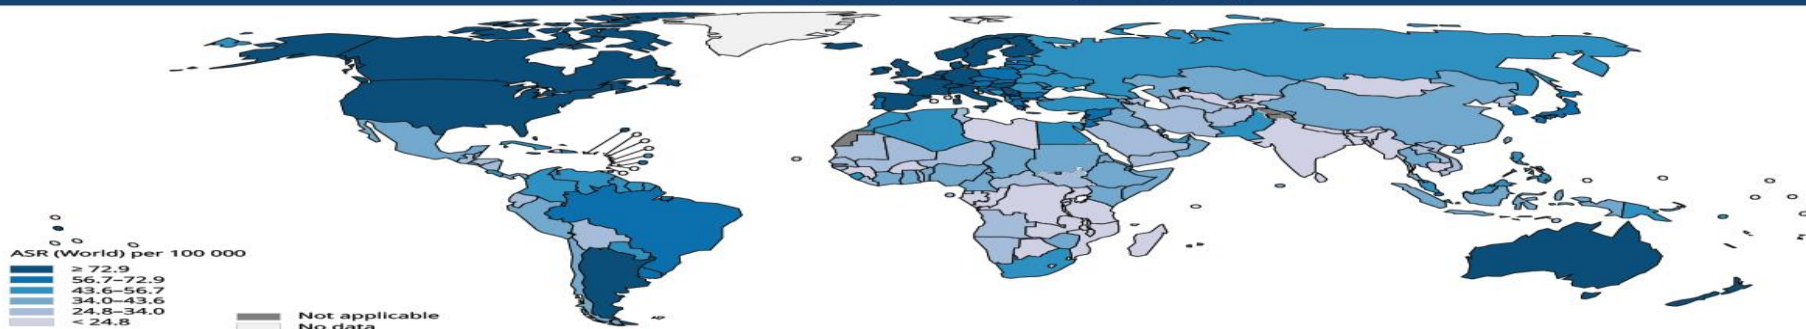 ASR (World) per 100 000
≥ 72.9
56.7–72.9
43.6–56.7
34.0–43.6
24.8–34.0
< 24.8
Not applicable
No data